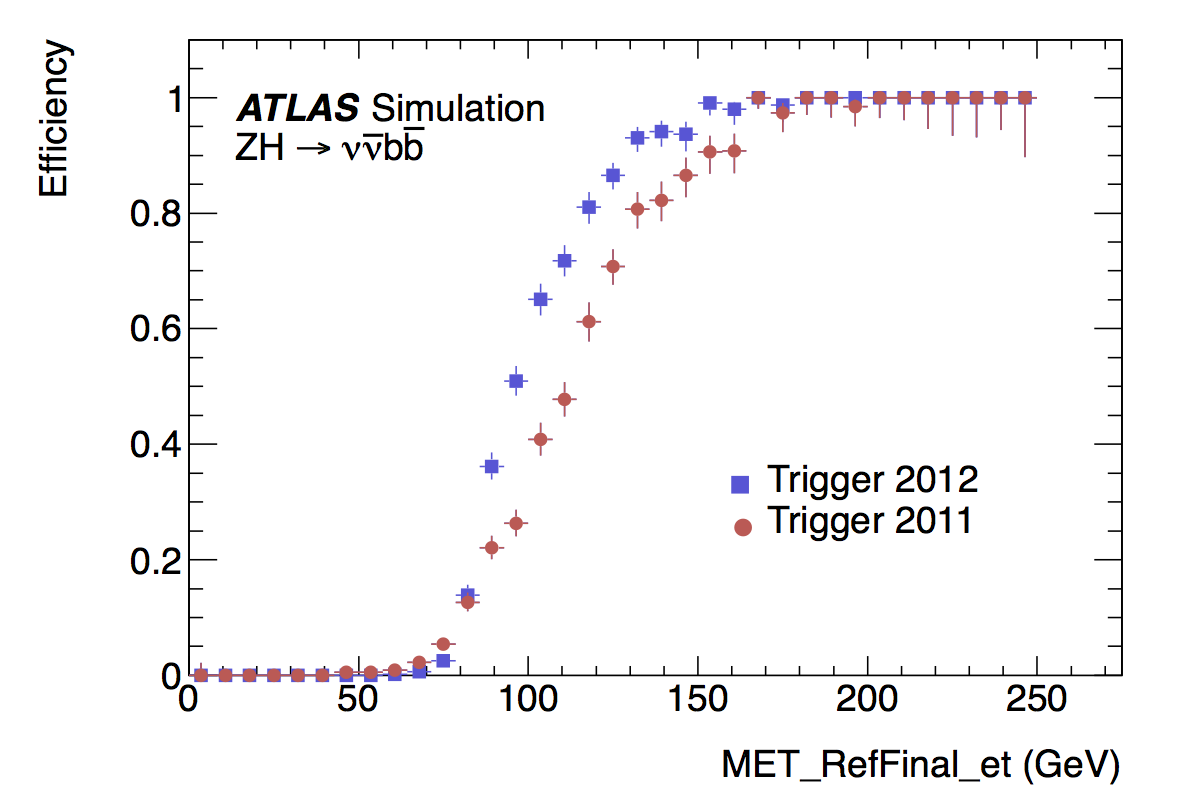 Efficiency
1
0.8
0.6
0.4
0.2
0
ATLAS Simulation
ZH → νν̅bb̅
Trigger 2012
Trigger 2011
0 50 100 150 200 250
MET_RefFinal_et (GeV)